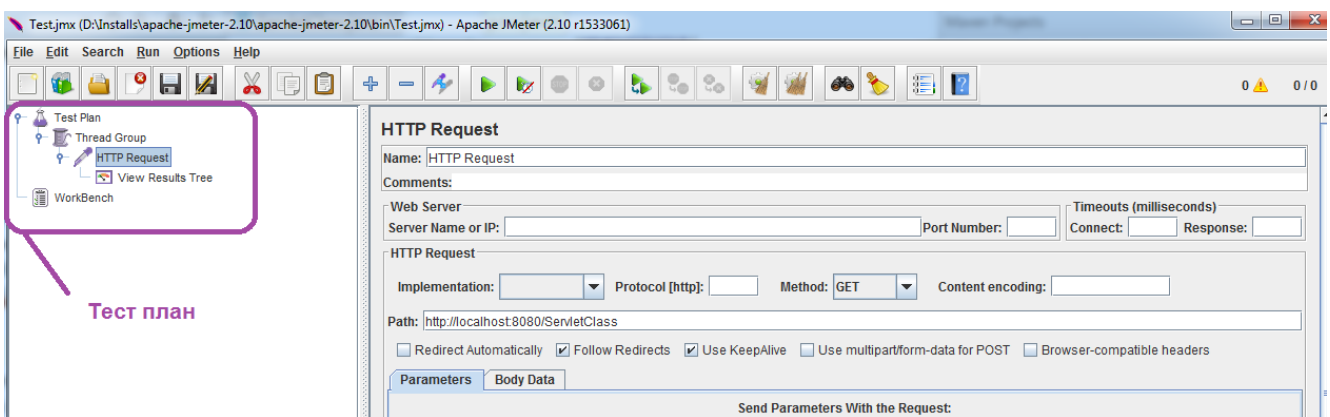 Test.jmx (D:\Installs\apache-jmeter-2.10\apache-jmeter-2.10\bin\Test.jmx) - Apache JMeter (2.10 r1533061)
File Edit Search Run Options Help
0 0 / 0
Test Plan
Thread Group
HTTP Request
View Results Tree
WorkBench
Тест план
HTTP Request
Name: HTTP Request
Comments:
Web Server Timeouts (milliseconds)
Server Name or IP: Port Number: Connect: Response:
HTTP Request
Implementation: Protocol [http]: Method: GET Content encoding:
Path: http://localhost:8080/ServletClass
Redirect Automatically Follow Redirects Use KeepAlive Use multipart/form-data for POST Browser-compatible headers
Parameters Body Data
Send Parameters With the Request: